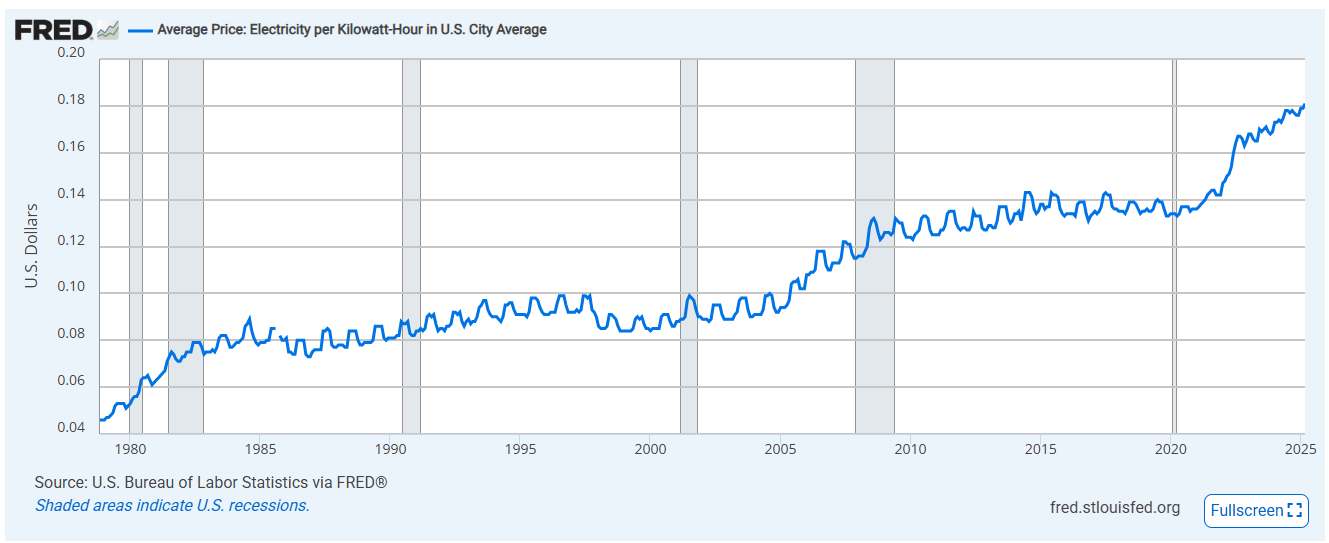 FRED
Average Price: Electricity per Kilowatt-Hour in U.S. City Average
0.20
0.18
0.16
0.14
0.12
0.10
0.08
0.06
0.04
U.S. Dollars
1980 1985 1990 1995 2000 2005 2010 2015 2020 2025
Source: U.S. Bureau of Labor Statistics via FRED®
Shaded areas indicate U.S. recessions.
fred.stlouisfed.org
Fullscreen